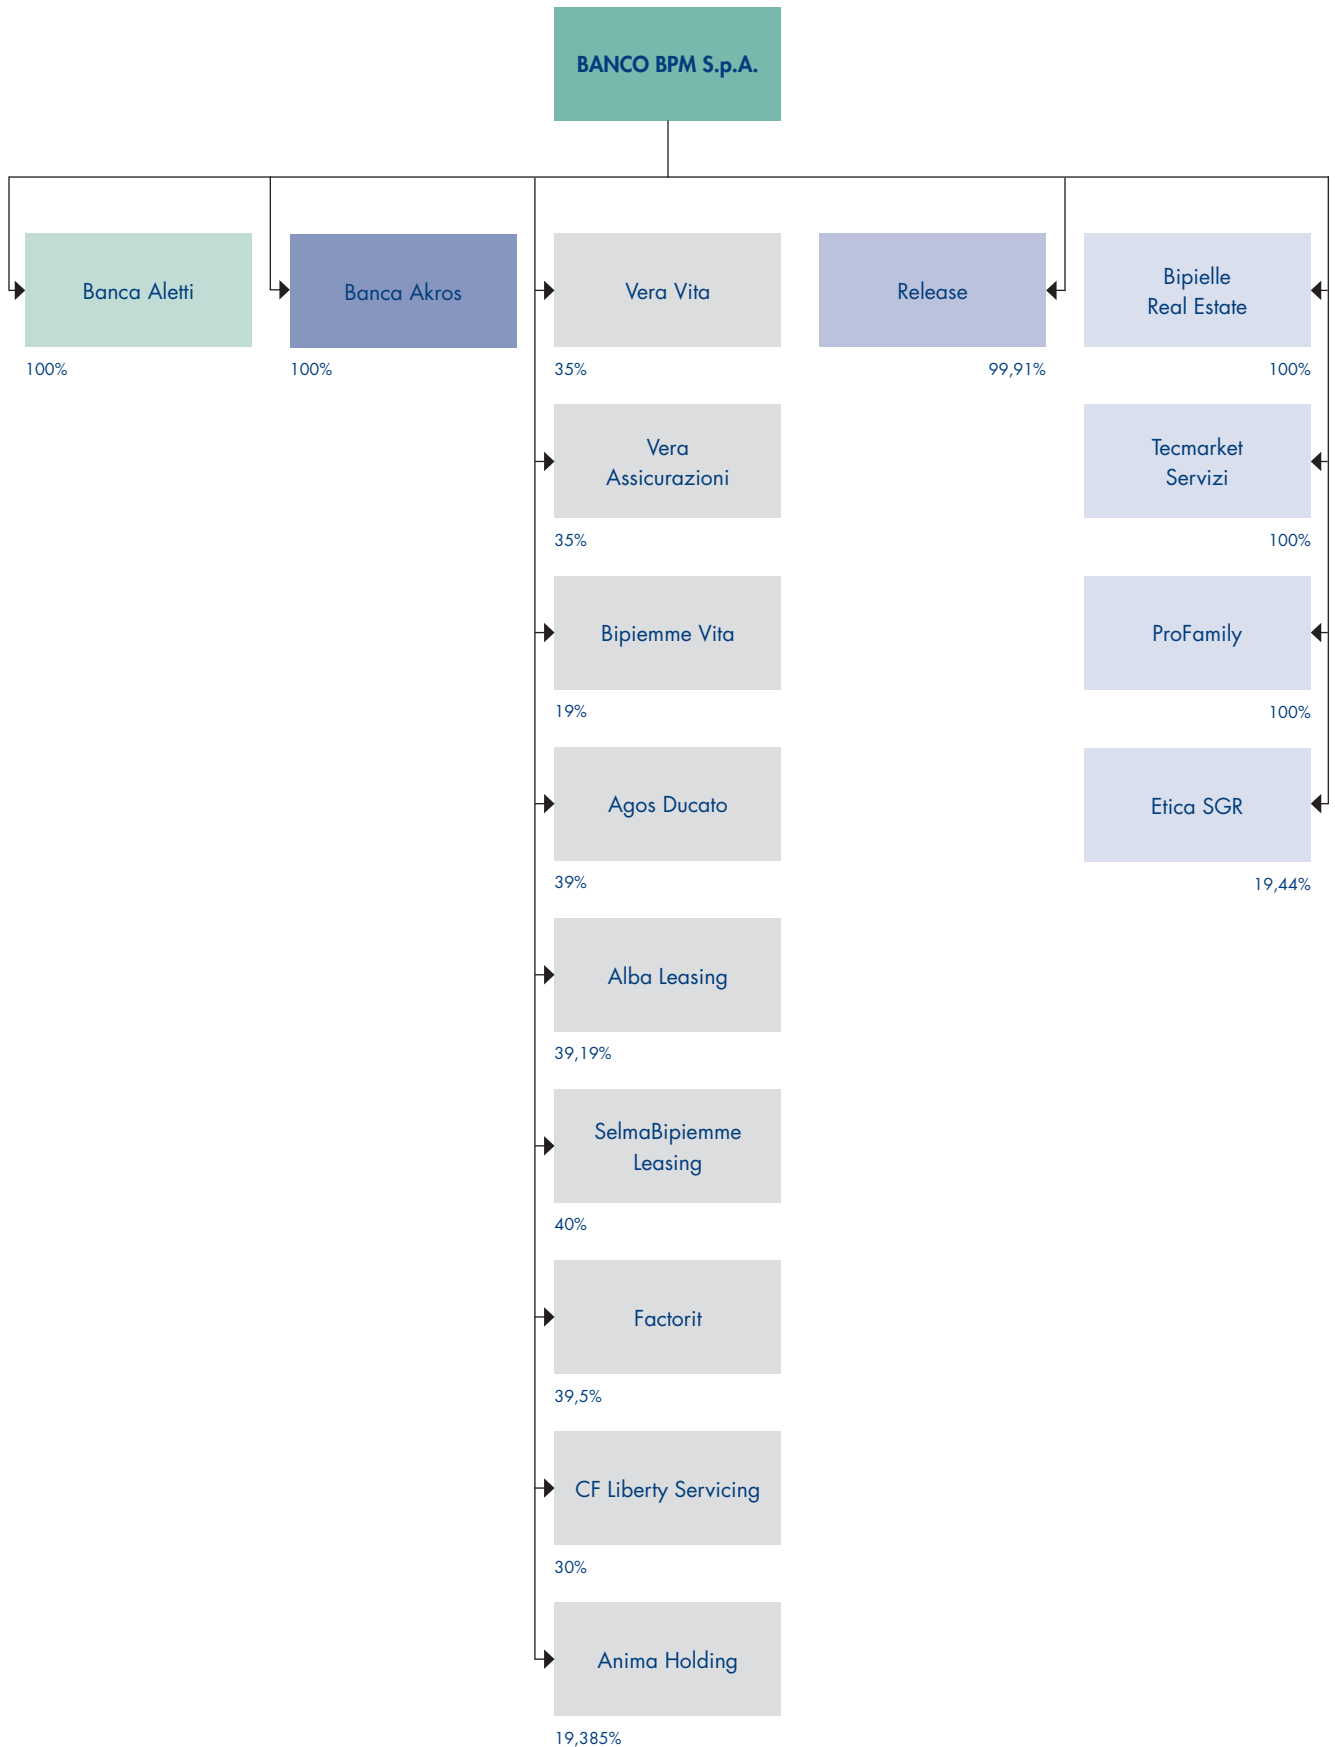 BANCO BPM S.p.A.
Banca Aletti
100%
Banca Akros
100%
Vera Vita
35%
Vera
Assicurazioni
35%
Bipiemme Vita
19%
Agos Ducato
39%
Alba Leasing
39,19%
SelmaBipiemme
Leasing
40%
Factorit
39,5%
CF Liberty Servicing
30%
Anima Holding
19,385%
Release
99,91%
Bipielle
Real Estate
100%
Tecmarket
Servizi
100%
ProFamily
100%
Etica SGR
19,44%